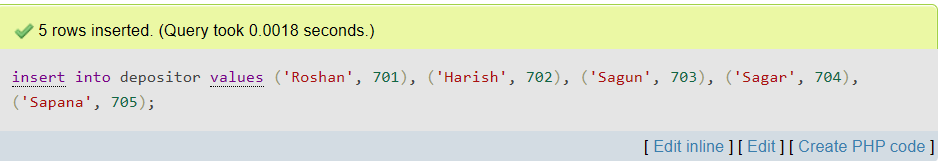 5 rows inserted. (Query took 0.0018 seconds.)
insert into depositor values ('Roshan', 701), ('Harish', 702), ('Sagun', 703), ('Sagar', 704),
('Sapana', 705);
[ Edit inline ] [ Edit ] [ Create PHP code ]